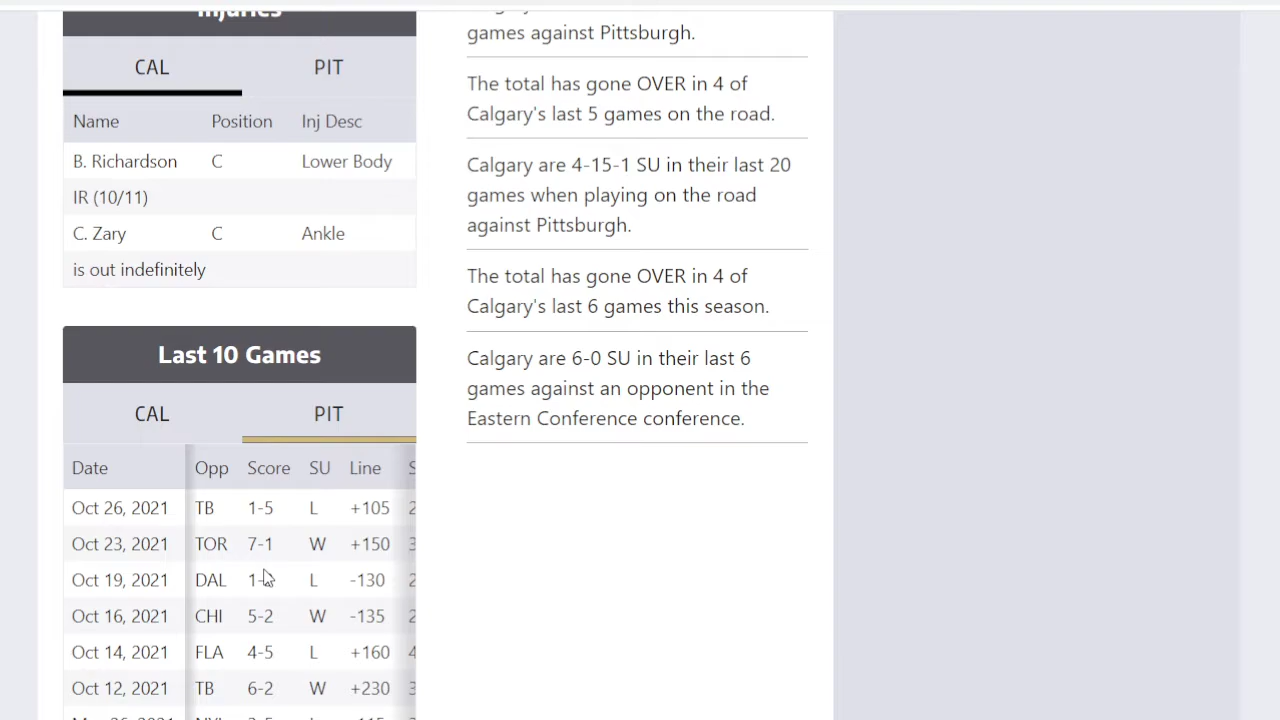 Injuries
CAL PIT
Name Position Inj Desc
B. Richardson C Lower Body
IR (10/11)
C. Zary C Ankle
is out indefinitely
Last 10 Games
CAL PIT
Date Opp Score SU Line
Oct 26, 2021 TB 1-5 L +105
Oct 23, 2021 TOR 7-1 W +150
Oct 19, 2021 DAL L -130
Oct 16, 2021 CHI 5-2 W -135
Oct 14, 2021 FLA 4-5 L +160
Oct 12, 2021 TB 6-2 W +230
games against Pittsburgh.
The total has gone OVER in 4 of
Calgary's last 5 games on the road.
Calgary are 4-15-1 SU in their last 20
games when playing on the road
against Pittsburgh.
The total has gone OVER in 4 of
Calgary's last 6 games this season.
Calgary are 6-0 SU in their last 6
games against an opponent in the
Eastern Conference conference.